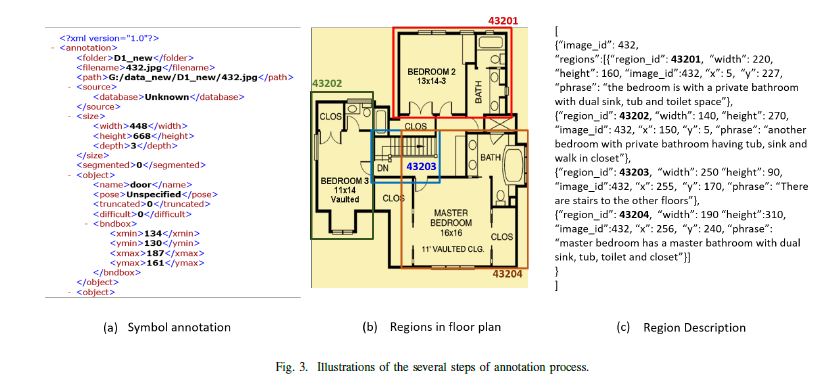 <?xml version="1.0"?>
- <annotation>
<folder>D1_new</folder>
<filename>432.jpg</filename>
<path>G:/data_new/D1_new/432.jpg</path>
- <source>
<database>Unknown</database>
</source>
- <size>
<width>448</width>
<height>668</height>
<depth>3</depth>
</size>
<segmented>0</segmented>
- <object>
<name>door</name>
<pose>Unspecified</pose>
<truncated>0</truncated>
<difficult>0</difficult>
- <bndbox>
<xmin>134</xmin>
<ymin>130</ymin>
<xmax>187</xmax>
<ymax>161</ymax>
</bndbox>
</object>
- <object>
(a) Symbol annotation
43201
BEDROOM 2
13x14-3
BATH
43202
CLOS
CLOS
43203
DN
BATH
BEDROOM 3
11x14
Vaulted
CLOS
MASTER
BEDROOM
16x16
CLOS
11' VAULTED CLG.
43204
(b) Regions in floor plan
[
{"image_id": 432,
"regions":[{"region_id": 43201, "width": 220,
"height": 160, "image_id":432, "x": 5, "y": 227,
"phrase": "the bedroom is with a private bathroom
with dual sink, tub and toilet space"},
{"region_id": 43202, "width": 140, "height": 270,
"image_id": 432, "x": 150, "y": 5, "phrase": "another
bedroom with private bathroom having tub, sink and
walk in closet"},
{"region_id": 43203, "width": 250 "height": 90,
"image_id":432, "x": 255, "y": 170, "phrase": "There
are stairs to the other floors"},
{"region_id": 43204, "width": 190 "height":310,
"image_id":432, "x": 256, "y": 240, "phrase":
"master bedroom has a master bathroom with dual
sink, tub, toilet and closet"}]
}
]
(c) Region Description
Fig. 3. Illustrations of the several steps of annotation process.